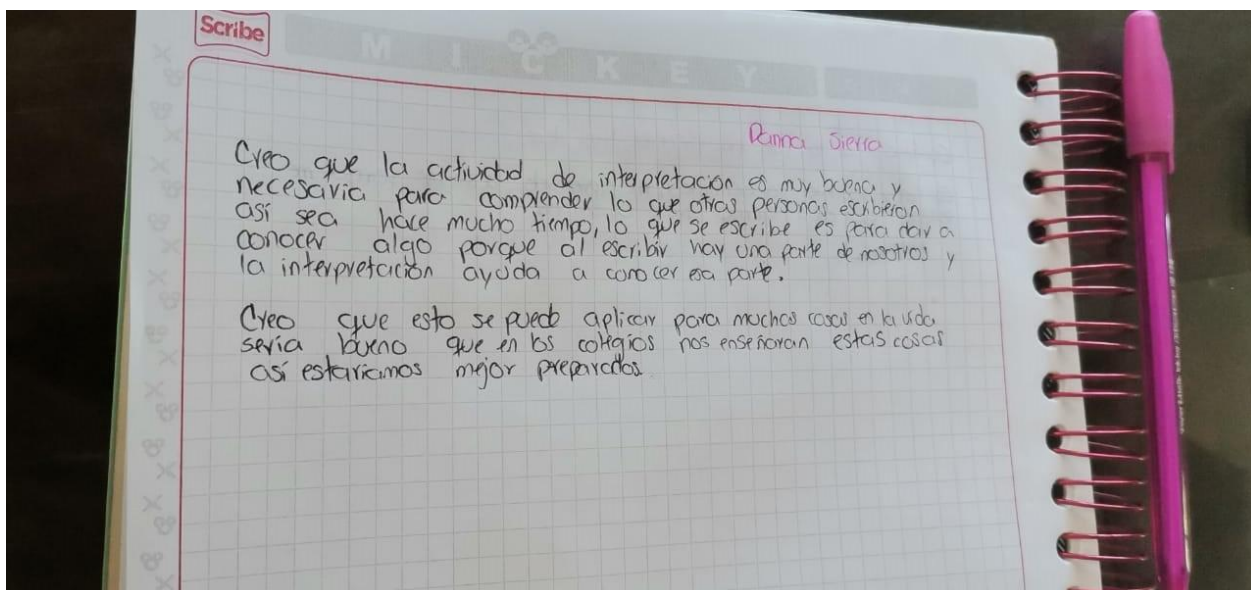 Scribe
MICKEY
Danna Sierra
Creo que la actividad de interpretación es muy buena y
necesaria para comprender lo que otras personas escribieron
así sea hace mucho tiempo, lo que se escribe es para dar a
conocer algo porque al escribir hay una parte de nosotros y
la interpretación ayuda a conocer esa parte.
Creo que esto se puede aplicar para muchas cosas en la vida
seria bueno que en los colegios nos enseñaran estas cosas
así estariamos mejor preparados